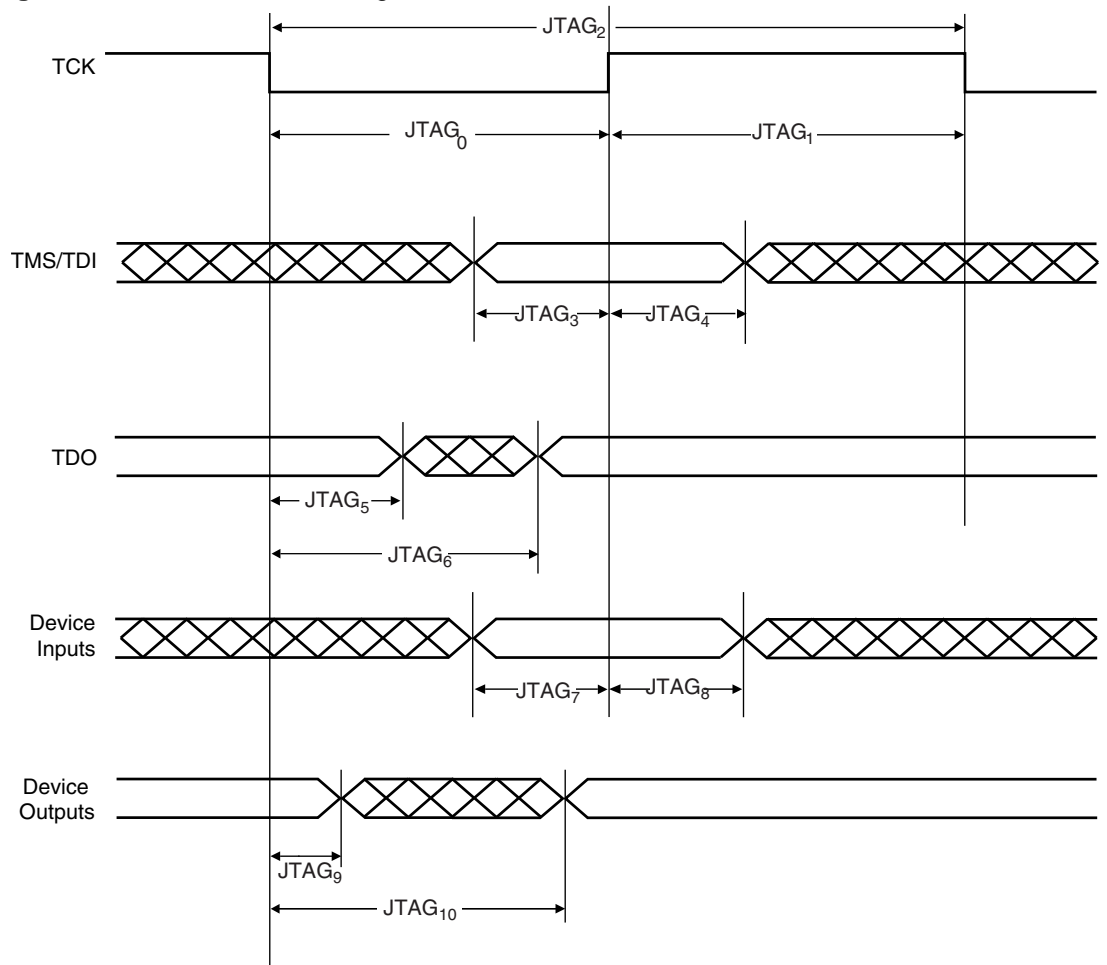 JTAG₂
TCK
JTAG₀
JTAG₁
TMS/TDI
JTAG₃
JTAG₄
TDO
JTAG₅
JTAG₆
Device
Inputs
JTAG₇
JTAG₈
Device
Outputs
JTAG₉
JTAG₁₀